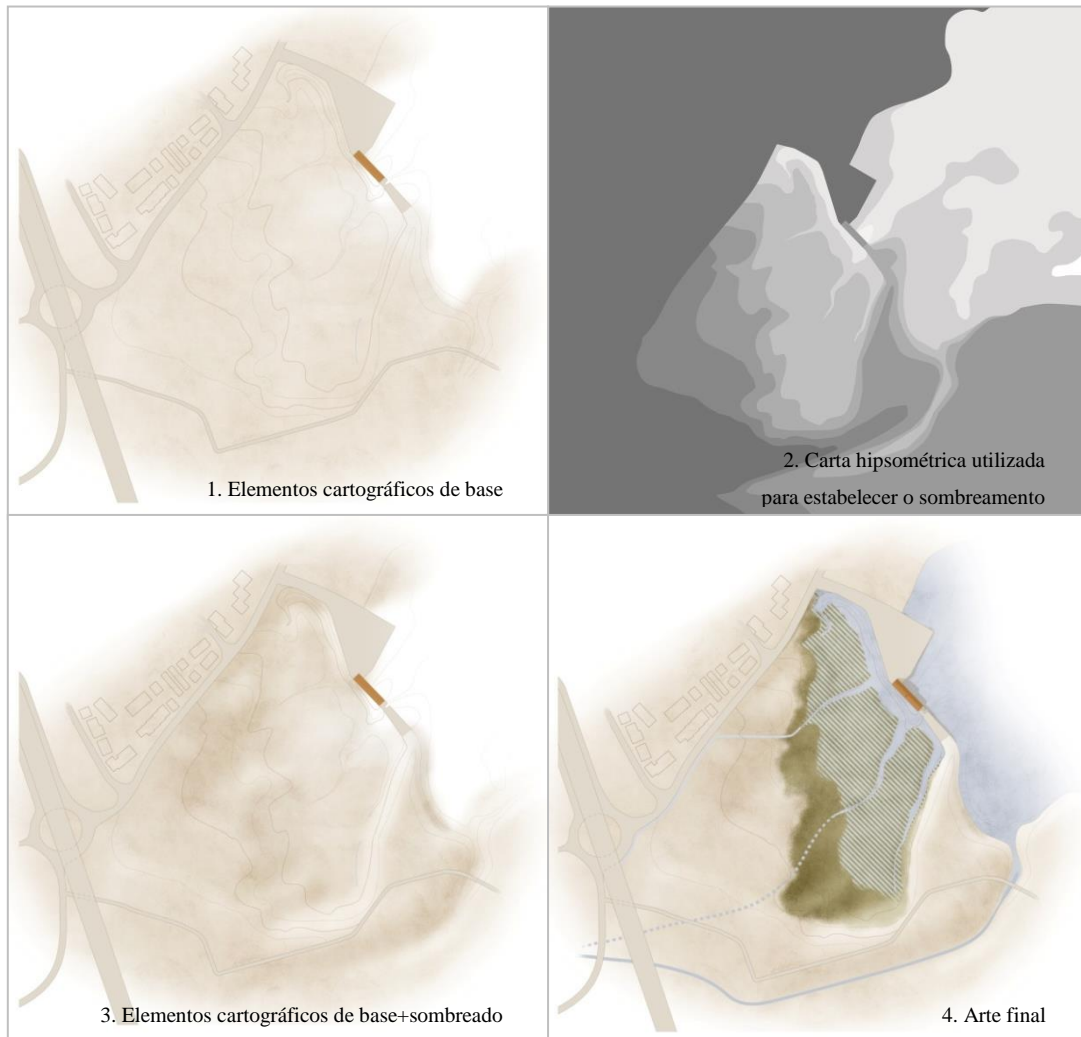 1. Elementos cartográficos de base
2. Carta hipsométrica utilizada
para estabelecer o sombreamento
3. Elementos cartográficos de base+sombreado
4. Arte final